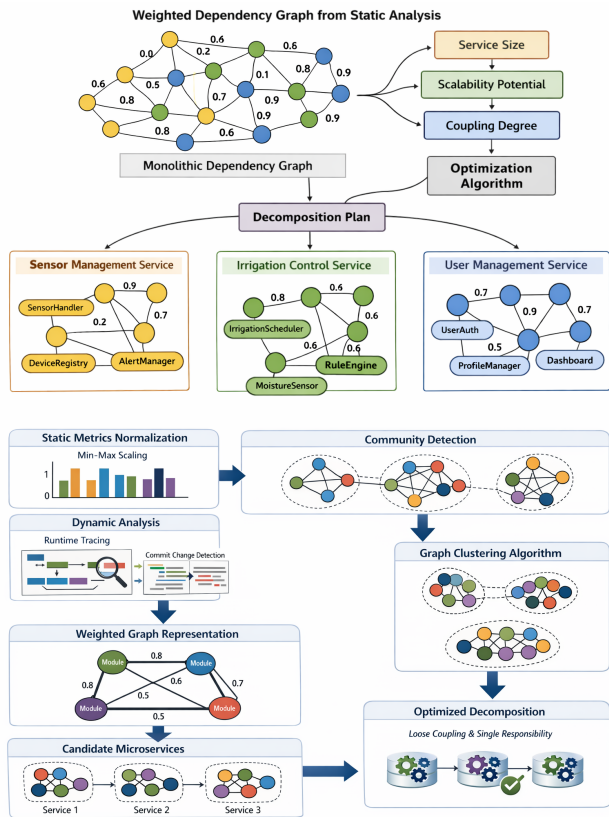 Weighted Dependency Graph from Static Analysis
0.6
0.0
0.2
0.6
0.8
0.9
0.6
0.5
0.1
0.8
0.7
0.9
0.9
0.9
0.8
0.6
Service Size
Scalability Potential
Coupling Degree
Optimization
Algorithm
Monolithic Dependency Graph
Decomposition Plan
Sensor Management Service
0.9
SensorHandler
0.7
0.2
DeviceRegistry
AlertManager
Irrigation Control Service
0.6
0.8
0.6
IrrigationScheduler
0.6
0.6
RuleEngine
MoistureSensor
User Management Service
0.7
0.7
0.9
UserAuth
0.5
ProfileManager
Dashboard
Static Metrics Normalization
Min-Max Scaling
1
0
Community Detection
Dynamic Analysis
Runtime Tracing
Commit Change Detection
Graph Clustering Algorithm
Weighted Graph Representation
Module
0.8
Module
0.8
0.6
0.7
0.5
Module
0.5
Module
Optimized Decomposition
Loose Coupling & Single Responsibility
Candidate Microservices
Service 1
Service 2
Service 3